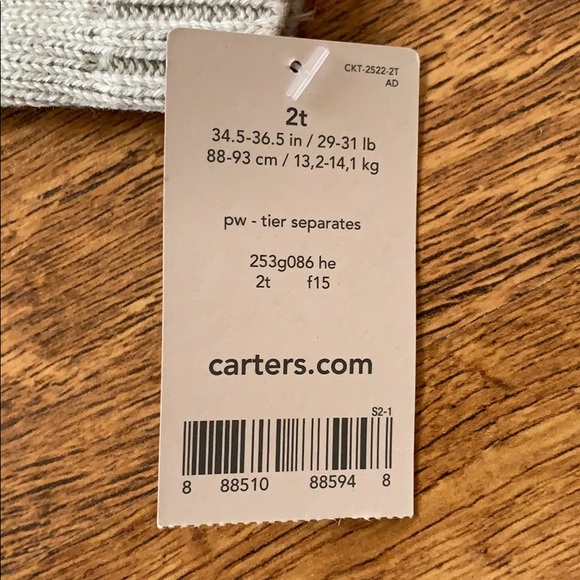 CKT-2522-2T
AD
2t
34.5-36.5 in / 29-31 lb
88-93 cm / 13,2-14,1 kg
pw - tier separates
253g086 he
2t f15
carters.com
S2-1
8 88510 88594 8